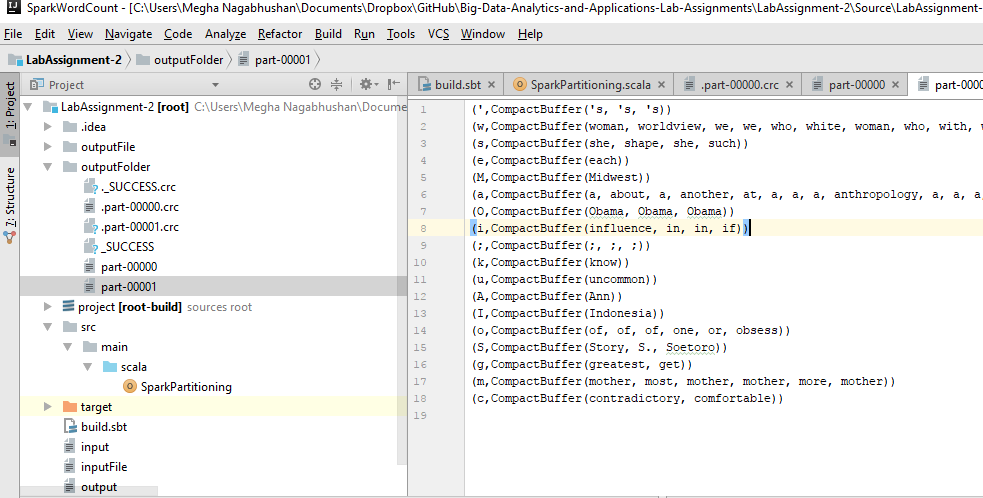 SparkWordCount - [C:\Users\Megha Nagabhushan\Documents\Dropbox\GitHub\Big-Data-Analytics-and-Applications-Lab-Assignments\LabAssignment-2\Source\LabAssignment-
File Edit View Navigate Code Analyze Refactor Build Run Tools VCS Window Help
LabAssignment-2 outputFolder part-00001
1: Project
7: Structure
Project
LabAssignment-2 [root] C:\Users\Megha Nagabhushan\Docume
.idea
outputFile
outputFolder
._SUCCESS.crc
.part-00000.crc
.part-00001.crc
_SUCCESS
part-00000
part-00001
project [root-build] sources root
src
main
scala
SparkPartitioning
target
build.sbt
input
inputFile
output
build.sbt SparkPartitioning.scala .part-00000.crc part-00000 part-0000
1 (',CompactBuffer('s, 's, 's))
2 (w,CompactBuffer(woman, worldview, we, we, who, white, woman, who, with, w
3 (s,CompactBuffer(she, shape, she, such))
4 (e,CompactBuffer(each))
5 (M,CompactBuffer(Midwest))
6 (a,CompactBuffer(a, about, a, another, at, a, a, a, anthropology, a, a, a,
7 (O,CompactBuffer(Obama, Obama, Obama))
8 (i,CompactBuffer(influence, in, in, if))
9 (;,CompactBuffer(;, ;, ;))
10 (k,CompactBuffer(know))
11 (u,CompactBuffer(uncommon))
12 (A,CompactBuffer(Ann))
13 (I,CompactBuffer(Indonesia))
14 (o,CompactBuffer(of, of, of, one, or, obsess))
15 (S,CompactBuffer(Story, S., Soetoro))
16 (g,CompactBuffer(greatest, get))
17 (m,CompactBuffer(mother, most, mother, mother, more, mother))
18 (c,CompactBuffer(contradictory, comfortable))
19